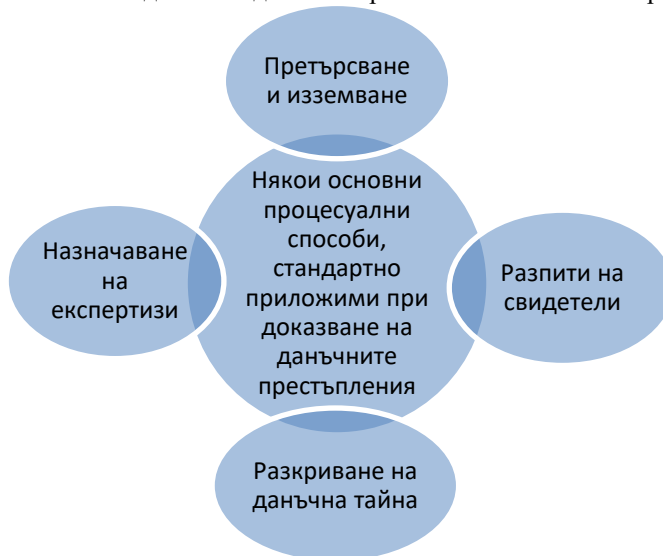 Претърсване
и изземване
Някои основни
процесуални
способи,
стандартно
приложими при
доказване на
данъчните
престъпления
Назначаване
на
експертизи
Разпити на
свидетели
Разкриване на
данъчна тайна